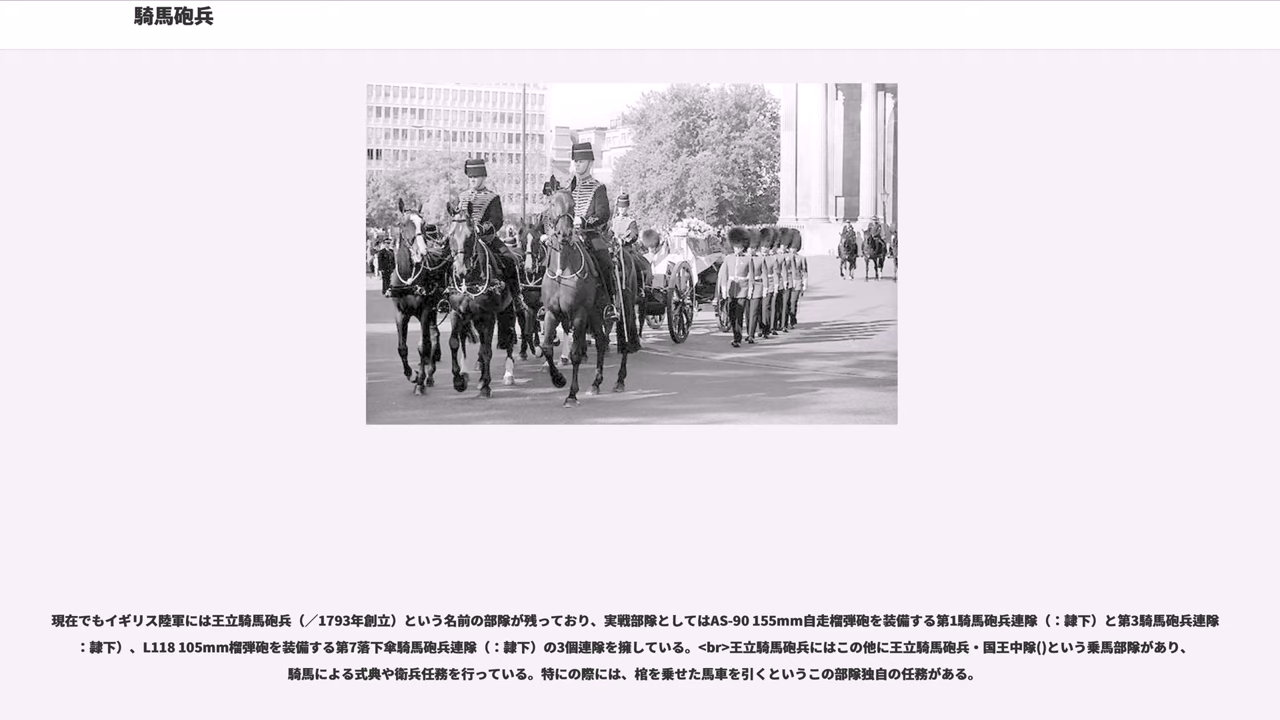 騎馬砲兵
現在でもイギリス陸軍には王立騎馬砲兵（／1793年創立）という名前の部隊が残っており、実戦部隊としてはAS-90 155mm自走榴弾砲を装備する第1騎馬砲兵連隊（：隷下）と第3騎馬砲兵連隊
：隷下）、L118 105mm榴弾砲を装備する第7落下傘騎馬砲兵連隊（：隷下）の3個連隊を擁している。<br>王立騎馬砲兵にはこの他に王立騎馬砲兵・国王中隊()という乗馬部隊があり、
騎馬による式典や衛兵任務を行っている。特にの際には、棺を乗せた馬車を引くというこの部隊独自の任務がある。